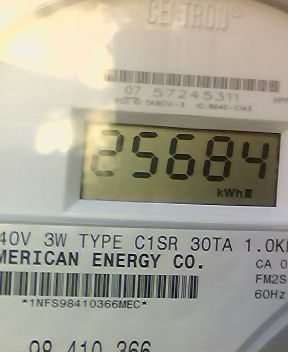 CENTRON®
07 57245311
25684
kWh
40V 3W TYPE C1SR 30TA 1.0K
MERICAN ENERGY CO.
CA 0
FM2S
60Hz
*1NFS98410366MEC*
98 410 366